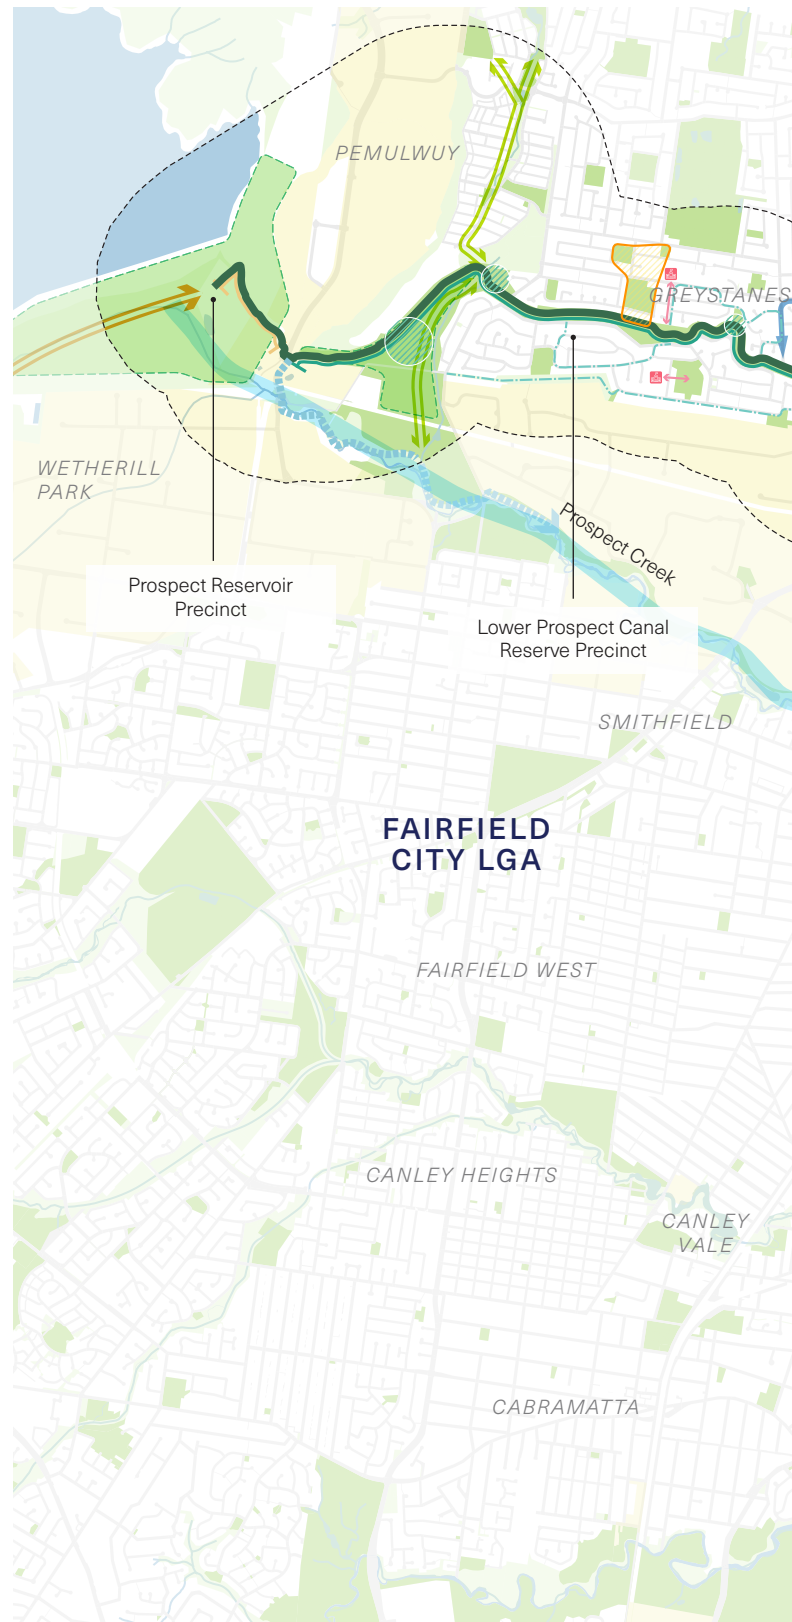 PEMULWUY
GREYSTANES
WETHERILL
PARK
Prospect Creek
Prospect Reservoir
Precinct
Lower Prospect Canal
Reserve Precinct
SMITHFIELD
FAIRFIELD
CITY LGA
FAIRFIELD WEST
CANLEY HEIGHTS
CANLEY
VALE
CABRAMATTA